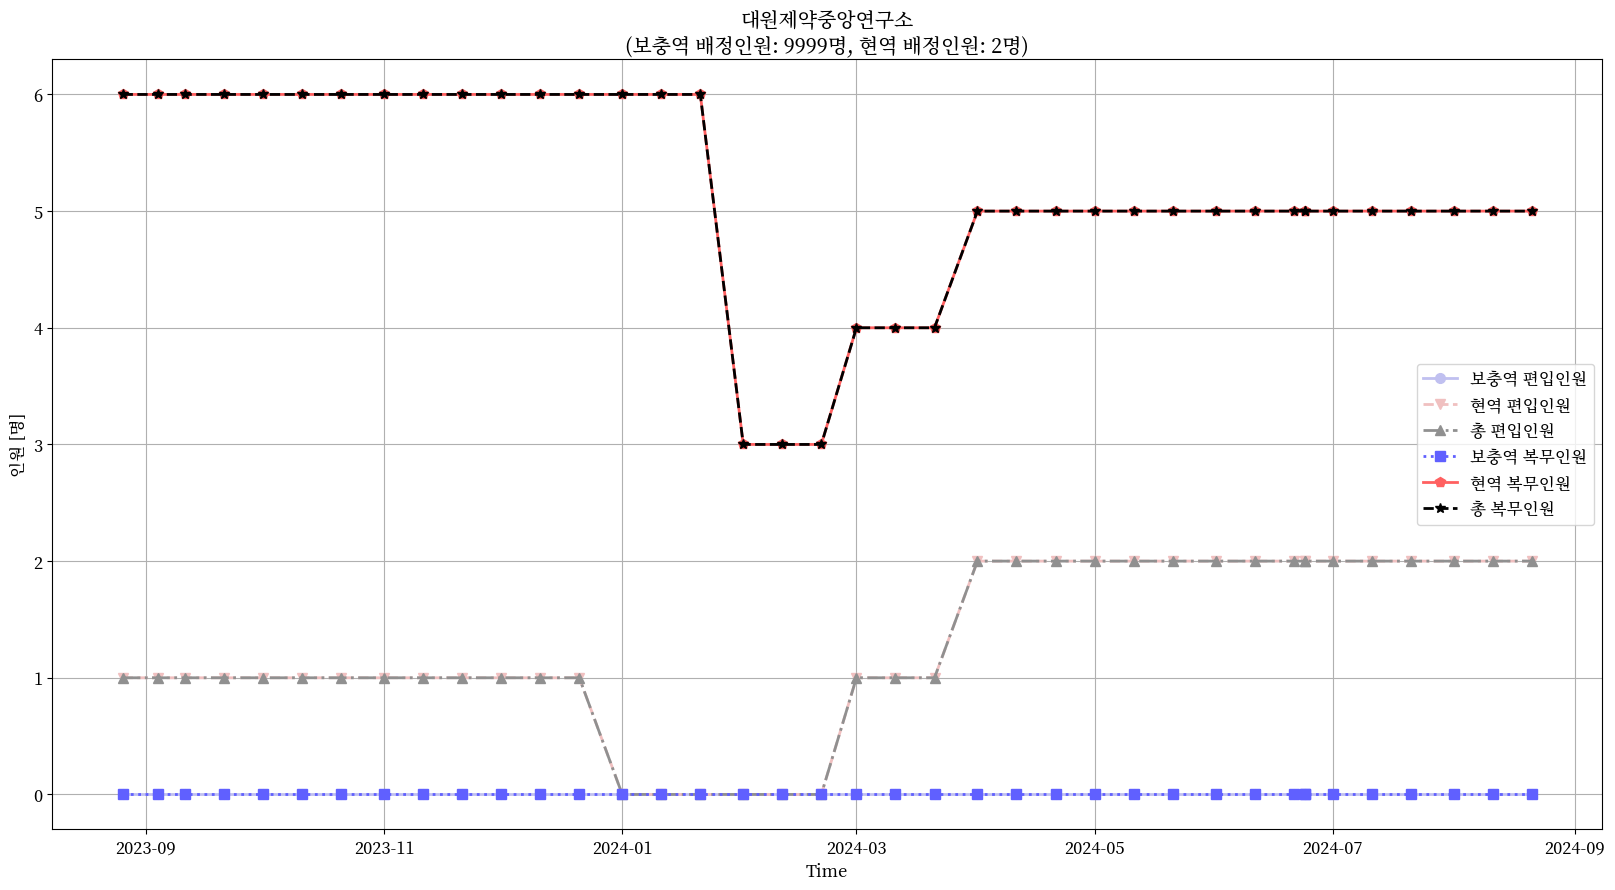 대원제약중앙연구소
(보충역 배정인원: 9999명, 현역 배정인원: 2명)
인원 [명]
6
5
4
3
2
1
0
보충역 편입인원
현역 편입인원
총 편입인원
보충역 복무인원
현역 복무인원
총 복무인원
2023-09
2023-11
2024-01
2024-03
2024-05
2024-07
2024-09
Time